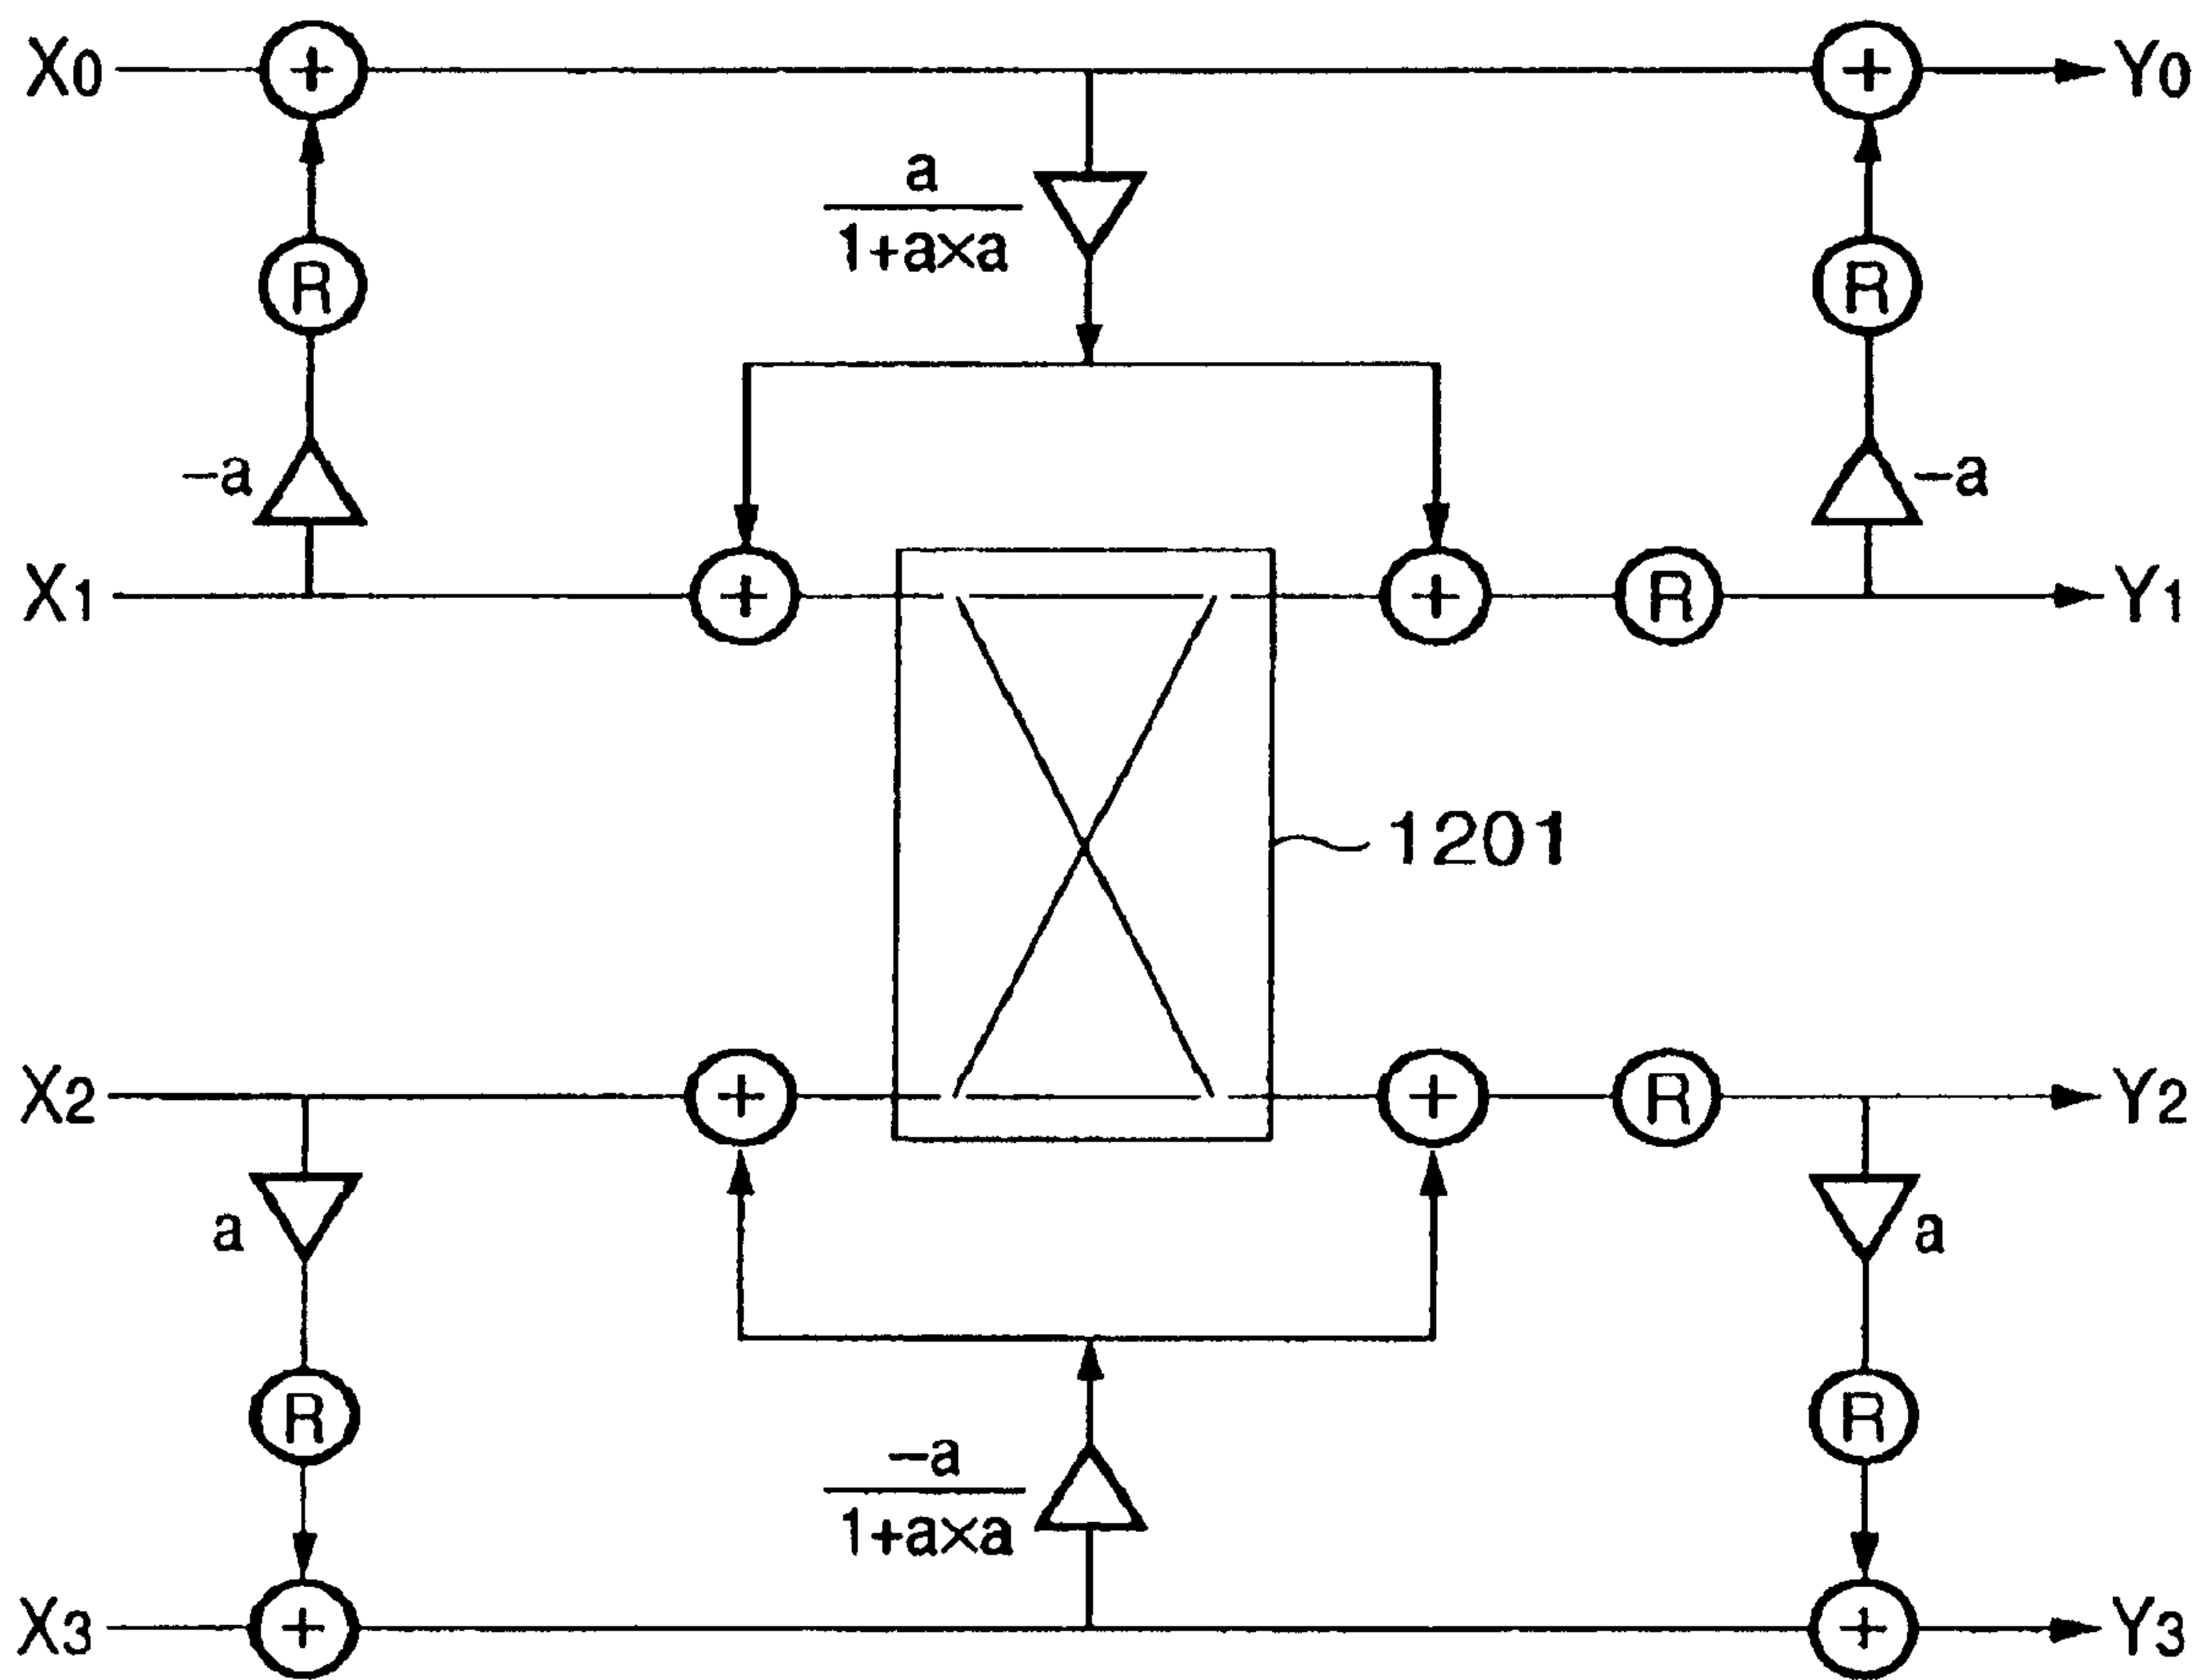 X0 + + Y0
a
1+a×a
R R
−a −a
X1 + + R Y1
1201
X2 + + R Y2
a a
R R
−a
1+a×a
X3 + + Y3